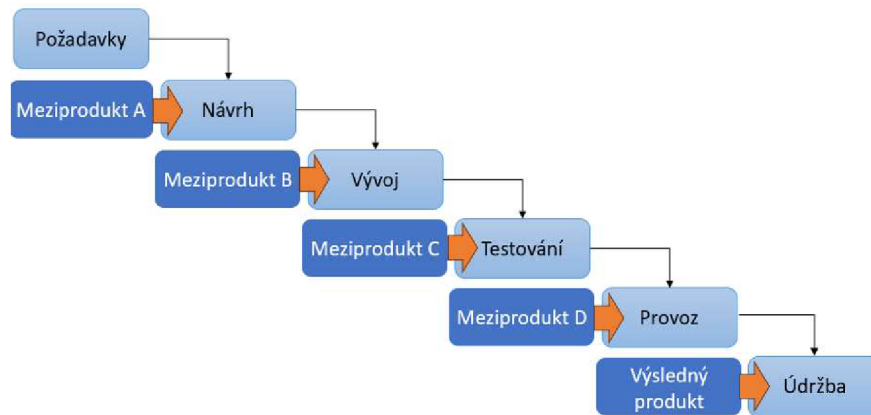 Požadavky
Meziprodukt A
Návrh
Meziprodukt B
Vývoj
Meziprodukt C
Testování
Meziprodukt D
Provoz
Výsledný
produkt
Údržba